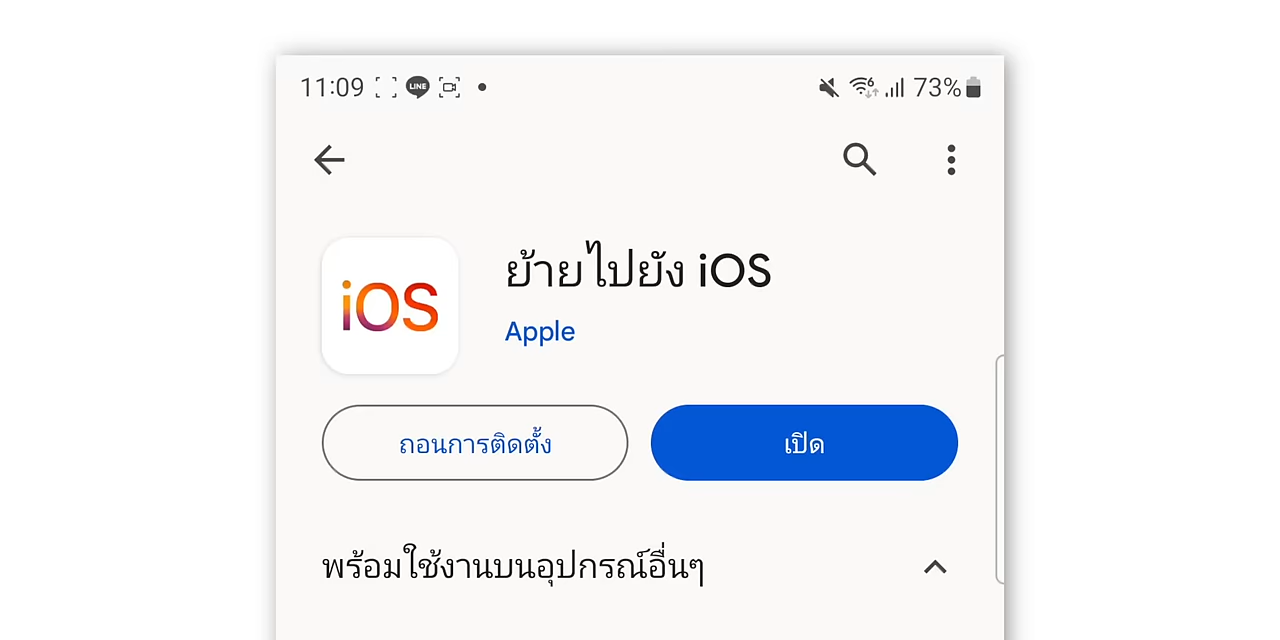 11:09 LINE 6 73%
iOS
ย้ายไปยัง iOS
Apple
ถอนการติดตั้ง
เปิด
พร้อมใช้งานบนอุปกรณ์อื่นๆ